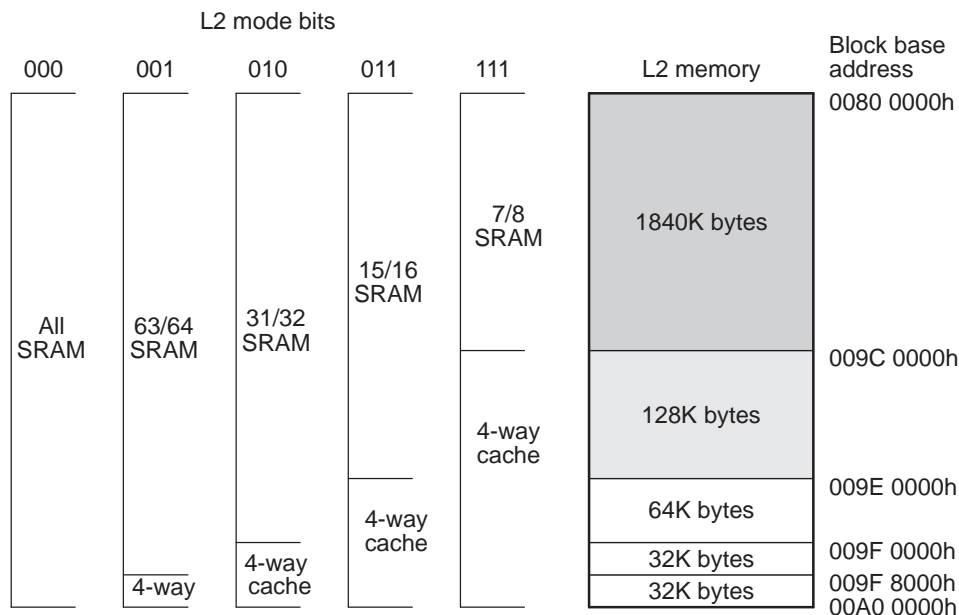 L2 mode bits
000 001 010 011 111 L2 memory Block base address
0080 0000h
7/8 SRAM
1840K bytes
15/16 SRAM
All SRAM
63/64 SRAM
31/32 SRAM
009C 0000h
128K bytes
4-way cache
009E 0000h
64K bytes
4-way cache
009F 0000h
4-way cache
32K bytes
009F 8000h
4-way
32K bytes
00A0 0000h